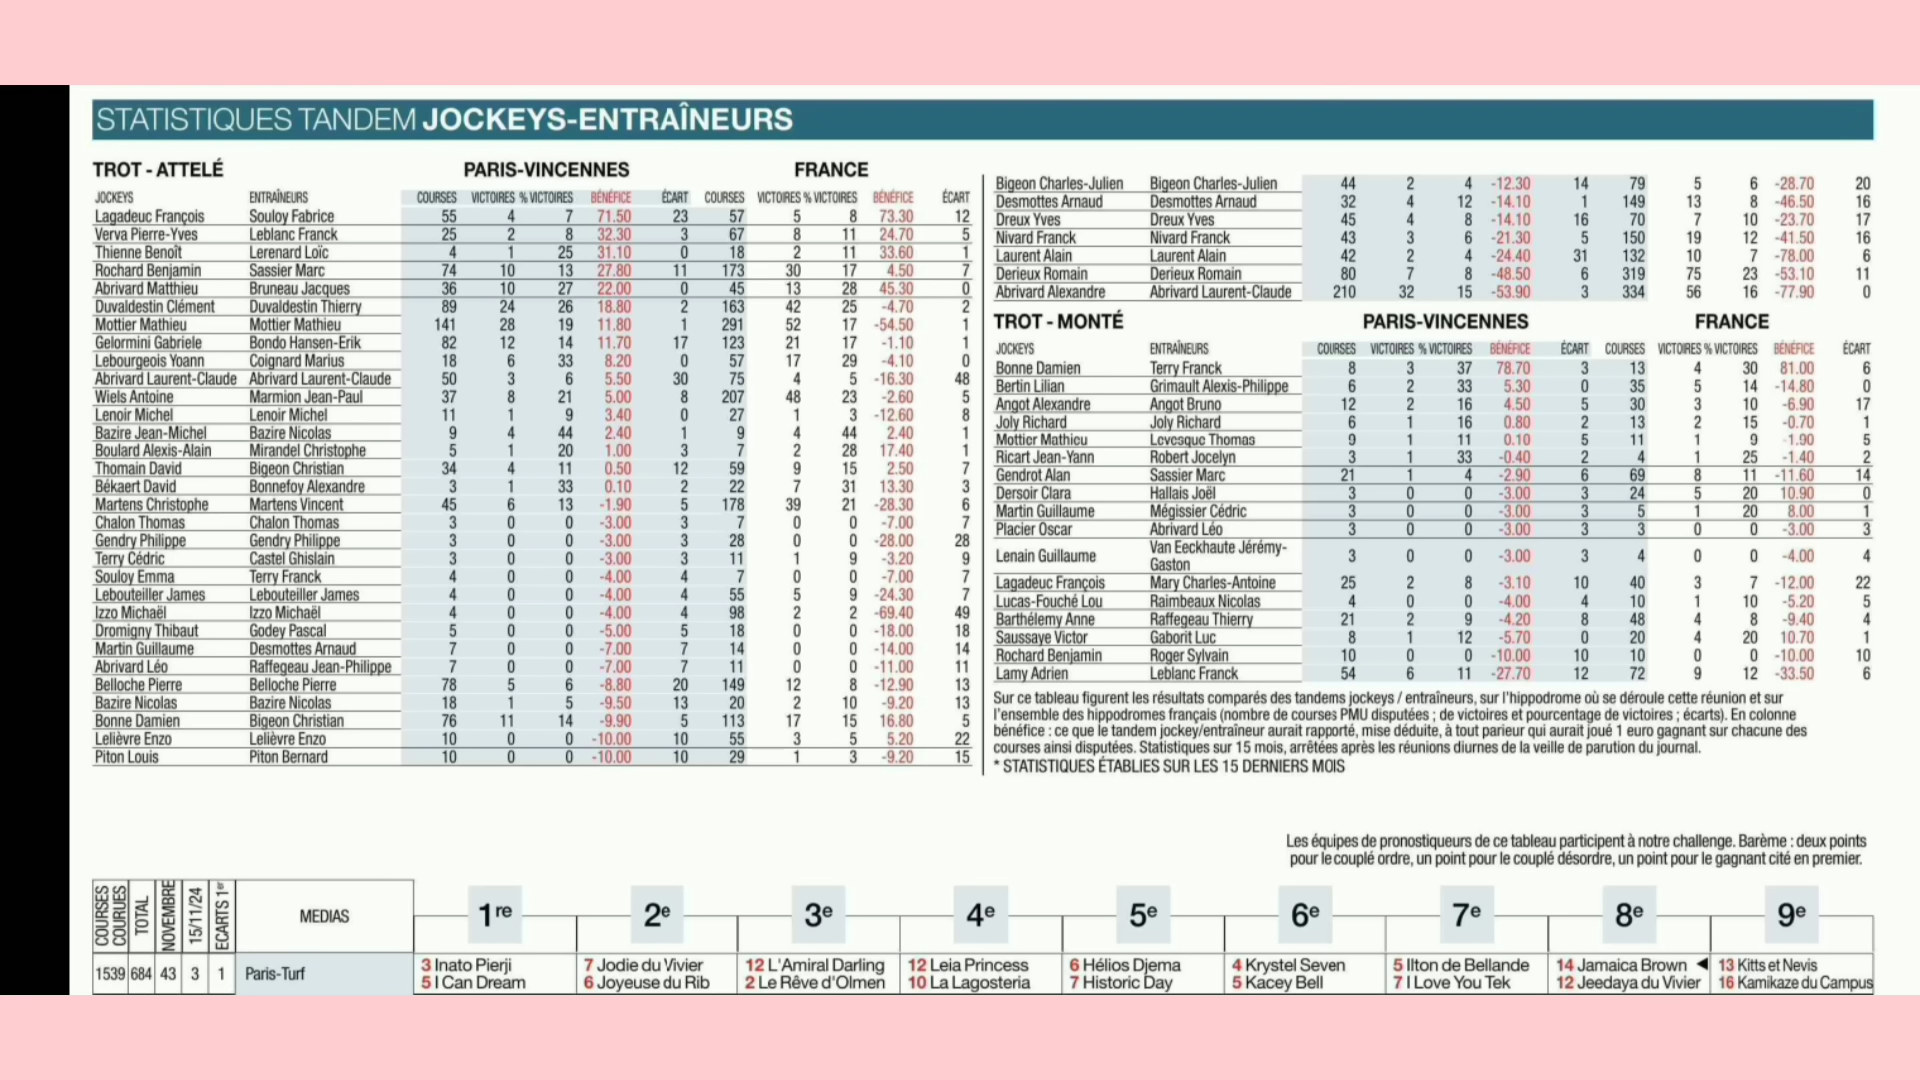 STATISTIQUES TANDEM JOCKEYS-ENTRAÎNEURS
TROT - ATTELÉ PARIS-VINCENNES FRANCE
JOCKEYS ENTRAÎNEURS COURSES VICTOIRES % VICTOIRES BÉNÉFICE ÉCART COURSES VICTOIRES % VICTOIRES BÉNÉFICE ÉCART
Lagadeuc François Souloy Fabrice 55 4 7 71.50 23 57 5 8 73.30 12
Verva Pierre-Yves Leblanc Franck 25 2 8 32.30 3 67 8 11 24.70 5
Thienne Benoît Lerenard Loïc 4 1 25 31.10 0 18 2 11 33.60 1
Rochard Benjamin Sassier Marc 74 10 13 27.80 11 173 30 17 4.50 7
Abrivard Matthieu Bruneau Jacques 36 10 27 22.00 0 45 13 28 45.30 0
Duvaldestin Clément Duvaldestin Thierry 89 24 26 18.80 2 163 42 25 -4.70 2
Mottier Mathieu Mottier Mathieu 141 28 19 11.80 1 291 52 17 -54.50 1
Gelormini Gabriele Bondo Hansen-Erik 82 12 14 11.70 17 123 21 17 -1.10 1
Lebourgeois Yoann Coignard Marius 18 6 33 8.20 0 57 17 29 -4.10 0
Abrivard Laurent-Claude Abrivard Laurent-Claude 50 3 6 5.50 30 75 4 5 -16.30 48
Wiels Antoine Marmion Jean-Paul 37 8 21 5.00 8 207 48 23 -2.60 5
Lenoir Michel Lenoir Michel 11 1 9 3.40 0 27 1 3 -12.60 8
Bazire Jean-Michel Bazire Nicolas 9 4 44 2.40 1 9 4 44 2.40 1
Boulard Alexis-Alain Mirandel Christophe 5 1 20 1.00 3 7 2 28 17.40 1
Thomain David Bigeon Christian 34 4 11 0.50 12 59 9 15 2.50 7
Békaert David Bonnefoy Alexandre 3 1 33 0.10 2 22 7 31 13.30 3
Martens Christophe Martens Vincent 45 6 13 -1.90 5 178 39 21 -28.30 6
Chalon Thomas Chalon Thomas 3 0 0 -3.00 3 7 0 0 -7.00 7
Gendry Philippe Gendry Philippe 3 0 0 -3.00 3 28 0 0 -28.00 28
Terry Cédric Castel Ghislain 3 0 0 -3.00 3 11 1 9 -3.20 9
Souloy Emma Terry Franck 4 0 0 -4.00 4 7 0 0 -7.00 7
Lebouteiller James Lebouteiller James 4 0 0 -4.00 4 55 5 9 -24.30 7
Izzo Michaël Izzo Michaël 4 0 0 -4.00 4 98 2 2 -69.40 49
Dromigny Thibaut Godey Pascal 5 0 0 -5.00 5 18 0 0 -18.00 18
Martin Guillaume Desmottes Arnaud 7 0 0 -7.00 7 14 0 0 -14.00 14
Abrivard Léo Raffegeau Jean-Philippe 7 0 0 -7.00 7 11 0 0 -11.00 11
Belloche Pierre Belloche Pierre 78 5 6 -8.80 20 149 12 8 -12.90 13
Bazire Nicolas Bazire Nicolas 18 1 5 -9.50 13 20 2 10 -9.20 13
Bonne Damien Bigeon Christian 76 11 14 -9.90 5 113 17 15 16.80 5
Lelièvre Enzo Lelièvre Enzo 10 0 0 -10.00 10 55 3 5 5.20 22
Piton Louis Piton Bernard 10 0 0 -10.00 10 29 1 3 -9.20 15
Bigeon Charles-Julien Bigeon Charles-Julien 44 2 4 -12.30 14 79 5 6 -28.70 20
Desmottes Arnaud Desmottes Arnaud 32 4 12 -14.10 1 149 13 8 -46.50 16
Dreux Yves Dreux Yves 45 4 8 -14.10 16 70 7 10 -23.70 17
Nivard Franck Nivard Franck 43 3 6 -21.30 5 150 19 12 -41.50 16
Laurent Alain Laurent Alain 42 2 4 -24.40 31 132 10 7 -78.00 6
Derieux Romain Derieux Romain 80 7 8 -48.50 6 319 75 23 -53.10 11
Abrivard Alexandre Abrivard Laurent-Claude 210 32 15 -53.90 3 334 56 16 -77.90 0
TROT - MONTÉ PARIS-VINCENNES FRANCE
JOCKEYS ENTRAÎNEURS COURSES VICTOIRES % VICTOIRES BÉNÉFICE ÉCART COURSES VICTOIRES % VICTOIRES BÉNÉFICE ÉCART
Bonne Damien Terry Franck 8 3 37 78.70 3 13 4 30 81.00 6
Bertin Lilian Grimault Alexis-Philippe 6 2 33 5.30 0 35 5 14 -14.80 0
Angot Alexandre Angot Bruno 12 2 16 4.50 5 30 3 10 -6.90 17
Joly Richard Joly Richard 6 1 16 0.80 2 13 2 15 -0.70 1
Mottier Mathieu Levesque Thomas 9 1 11 0.10 5 11 1 9 -1.90 5
Ricart Jean-Yann Robert Jocelyn 3 1 33 -0.40 2 4 1 25 -1.40 2
Gendrot Alan Sassier Marc 21 1 4 -2.90 6 69 8 11 -11.60 14
Dersoir Clara Hallais Joël 3 0 0 -3.00 3 24 5 20 10.90 0
Martin Guillaume Mégissier Cédric 3 0 0 -3.00 3 5 1 20 8.00 1
Placier Oscar Abrivard Léo 3 0 0 -3.00 3 3 0 0 -3.00 3
Lenain Guillaume Van Eeckhaute Jérémy-Gaston 3 0 0 -3.00 3 4 0 0 -4.00 4
Lagadeuc François Mary Charles-Antoine 25 2 8 -3.10 10 40 3 7 -12.00 22
Lucas-Fouché Lou Raimbeaux Nicolas 4 0 0 -4.00 4 10 1 10 -5.20 5
Barthélemy Anne Raffegeau Thierry 21 2 9 -4.20 8 48 4 8 -9.40 4
Saussaye Victor Gaborit Luc 8 1 12 -5.70 0 20 4 20 10.70 1
Rochard Benjamin Roger Sylvain 10 0 0 -10.00 10 10 0 0 -10.00 10
Lamy Adrien Leblanc Franck 54 6 11 -27.70 12 72 9 12 -33.50 6
Sur ce tableau figurent les résultats comparés des tandems jockeys / entraîneurs, sur l'hippodrome où se déroule cette réunion et sur
l'ensemble des hippodromes français (nombre de courses PMU disputées ; de victoires et pourcentage de victoires ; écarts). En colonne
bénéfice : ce que le tandem jockey/entraîneur aurait rapporté, mise déduite, à tout parieur qui aurait joué 1 euro gagnant sur chacune des
courses ainsi disputées. Statistiques sur 15 mois, arrêtées après les réunions diurnes de la veille de parution du journal.
* STATISTIQUES ÉTABLIES SUR LES 15 DERNIERS MOIS
Les équipes de pronostiqueurs de ce tableau participent à notre challenge. Barème : deux points
pour le couplé ordre, un point pour le couplé désordre, un point pour le gagnant cité en premier.
COURSES COURUES TOTAL NOVEMBRE 15/11/24 ECARTS 1er MEDIAS 1re 2e 3e 4e 5e 6e 7e 8e 9e
1539 684 43 3 1 Paris-Turf
3 Inato Pierji 7 Jodie du Vivier 12 L'Amiral Darling 12 Leia Princess 6 Hélios Djema 4 Krystel Seven 5 Ilton de Bellande 14 Jamaica Brown ◀ 13 Kitts et Nevis
5 I Can Dream 6 Joyeuse du Rib 2 Le Rêve d'Olmen 10 La Lagosteria 7 Historic Day 5 Kacey Bell 7 I Love You Tek 12 Jeedaya du Vivier 16 Kamikaze du Campus